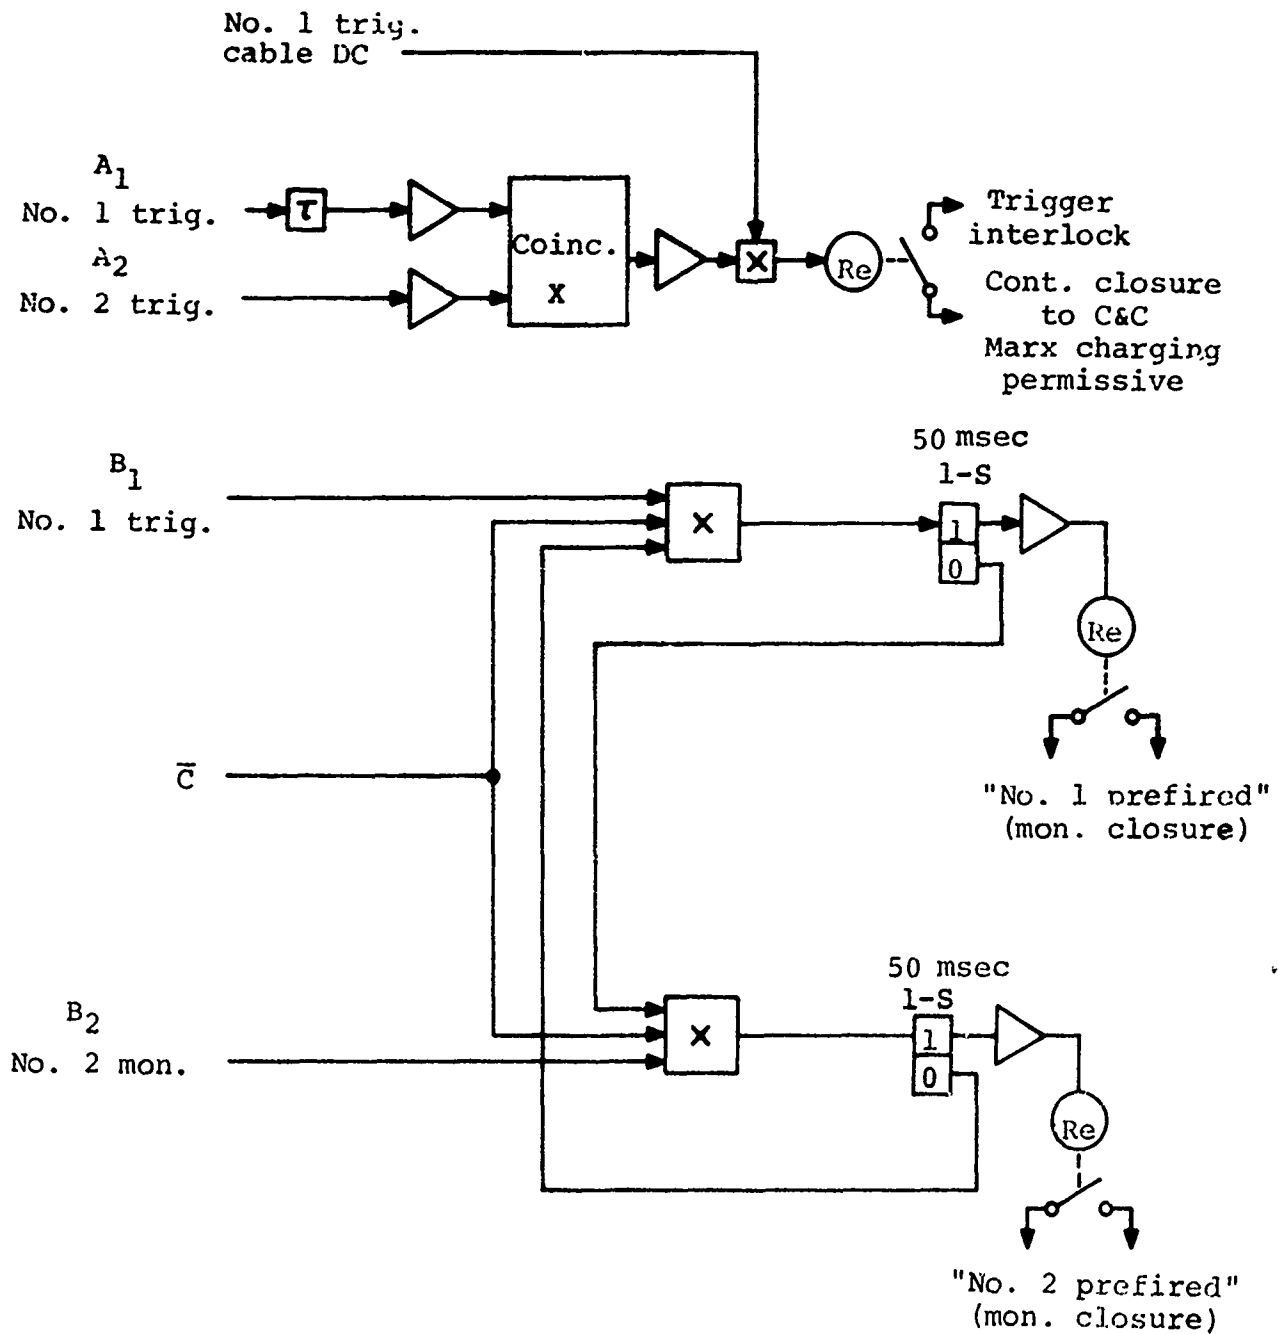 No. 1 trig.
cable DC
A1
No. 1 trig.
τ
A2
No. 2 trig.
Coinc.
X
X
Re
Trigger
interlock
Cont. closure
to C&C
Marx charging
permissive
B1
No. 1 trig.
X
50 msec
1-S
1
0
Re
"No. 1 prefired"
(mon. closure)
C̅
B2
No. 2 mon.
X
50 msec
1-S
1
0
Re
"No. 2 prefired"
(mon. closure)